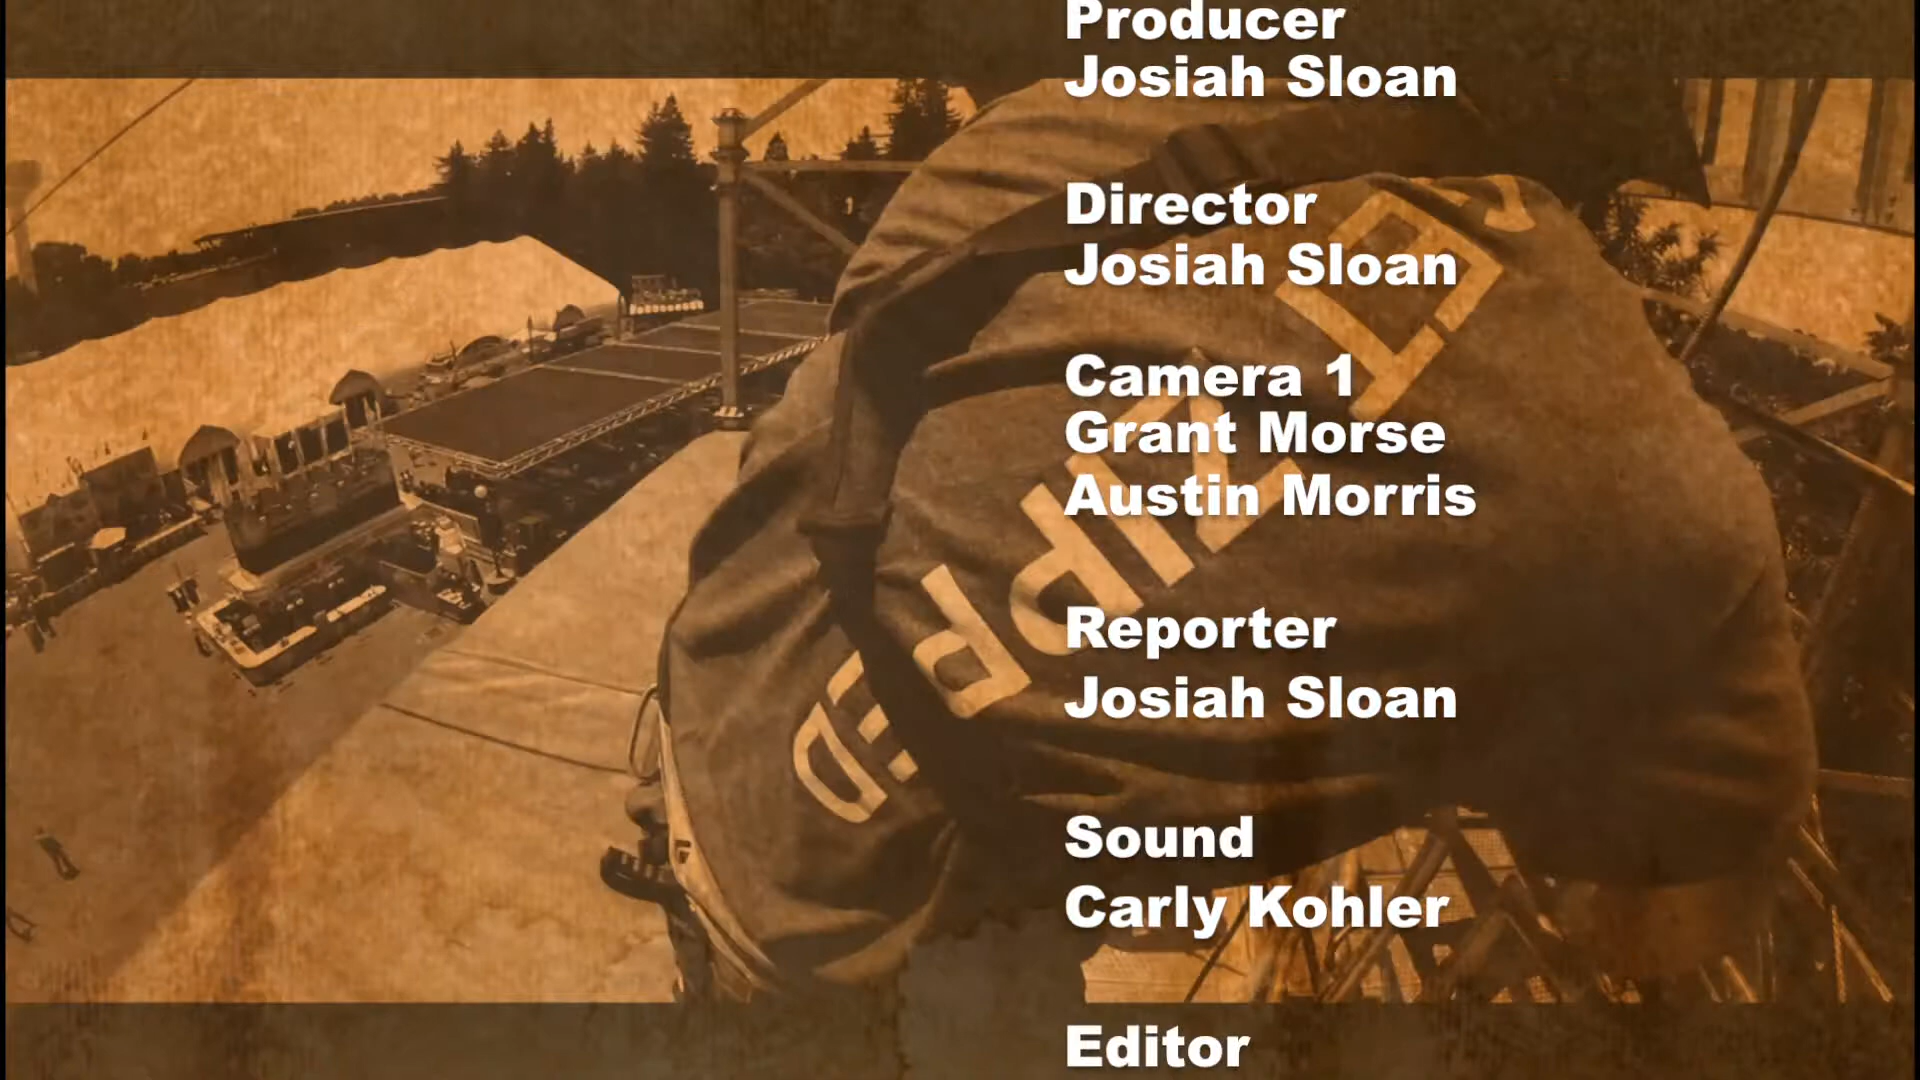 Producer
Josiah Sloan
Director
Josiah Sloan
Camera 1
Grant Morse
Austin Morris
Reporter
Josiah Sloan
Sound
Carly Kohler
Editor